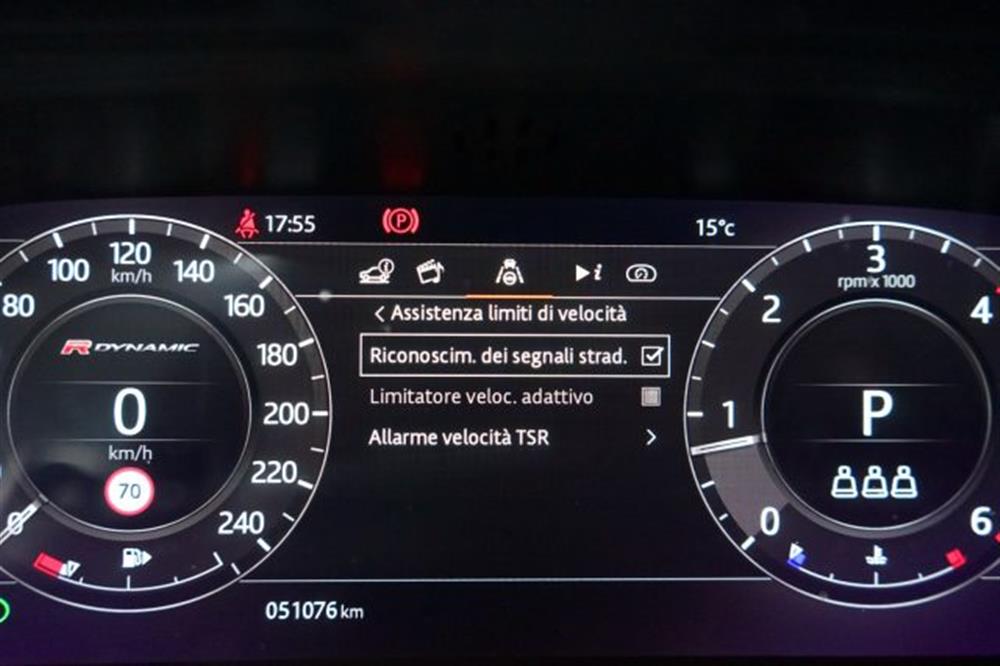 17:55
P
15°c
100
120
km/h
140
80
160
180
200
220
240
R DYNAMIC
0
km/h
70
0
Assistenza limiti di velocità
Riconoscim. dei segnali strad.
Limitatore veloc. adattivo
Allarme velocità TSR
3
rpm x 1000
2
4
1
P
0
6
051076 km